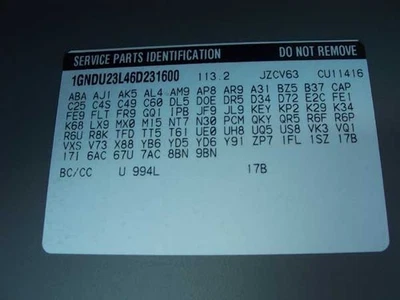 SERVICE PARTS IDENTIFICATION DO NOT REMOVE
1GNDU23L46D231600 113.2 JZCV63 CU11416
ABA AJ1 AK5 AL4 AM9 AP8 AR9 A31 BZ5 B37 CAP
C25 C4S C49 C60 DL5 D0E DR5 D34 D72 E2C FE1
FE9 FLT FR9 GQ1 IPB JF9 JL9 KEY KP2 K29 K34
K68 LX9 MX0 M15 NT7 N30 PCM QKY QR5 R6F R6P
R6U R8K TFD TT5 T61 UE0 UH8 UQ5 US8 VK3 VQ1
VXS V73 X88 YB6 YD5 YD6 Y91 ZP7 1FL 1SZ 17B
17I 6AC 67U 7AC 8BN 9BN
BC/CC U 994L 17B